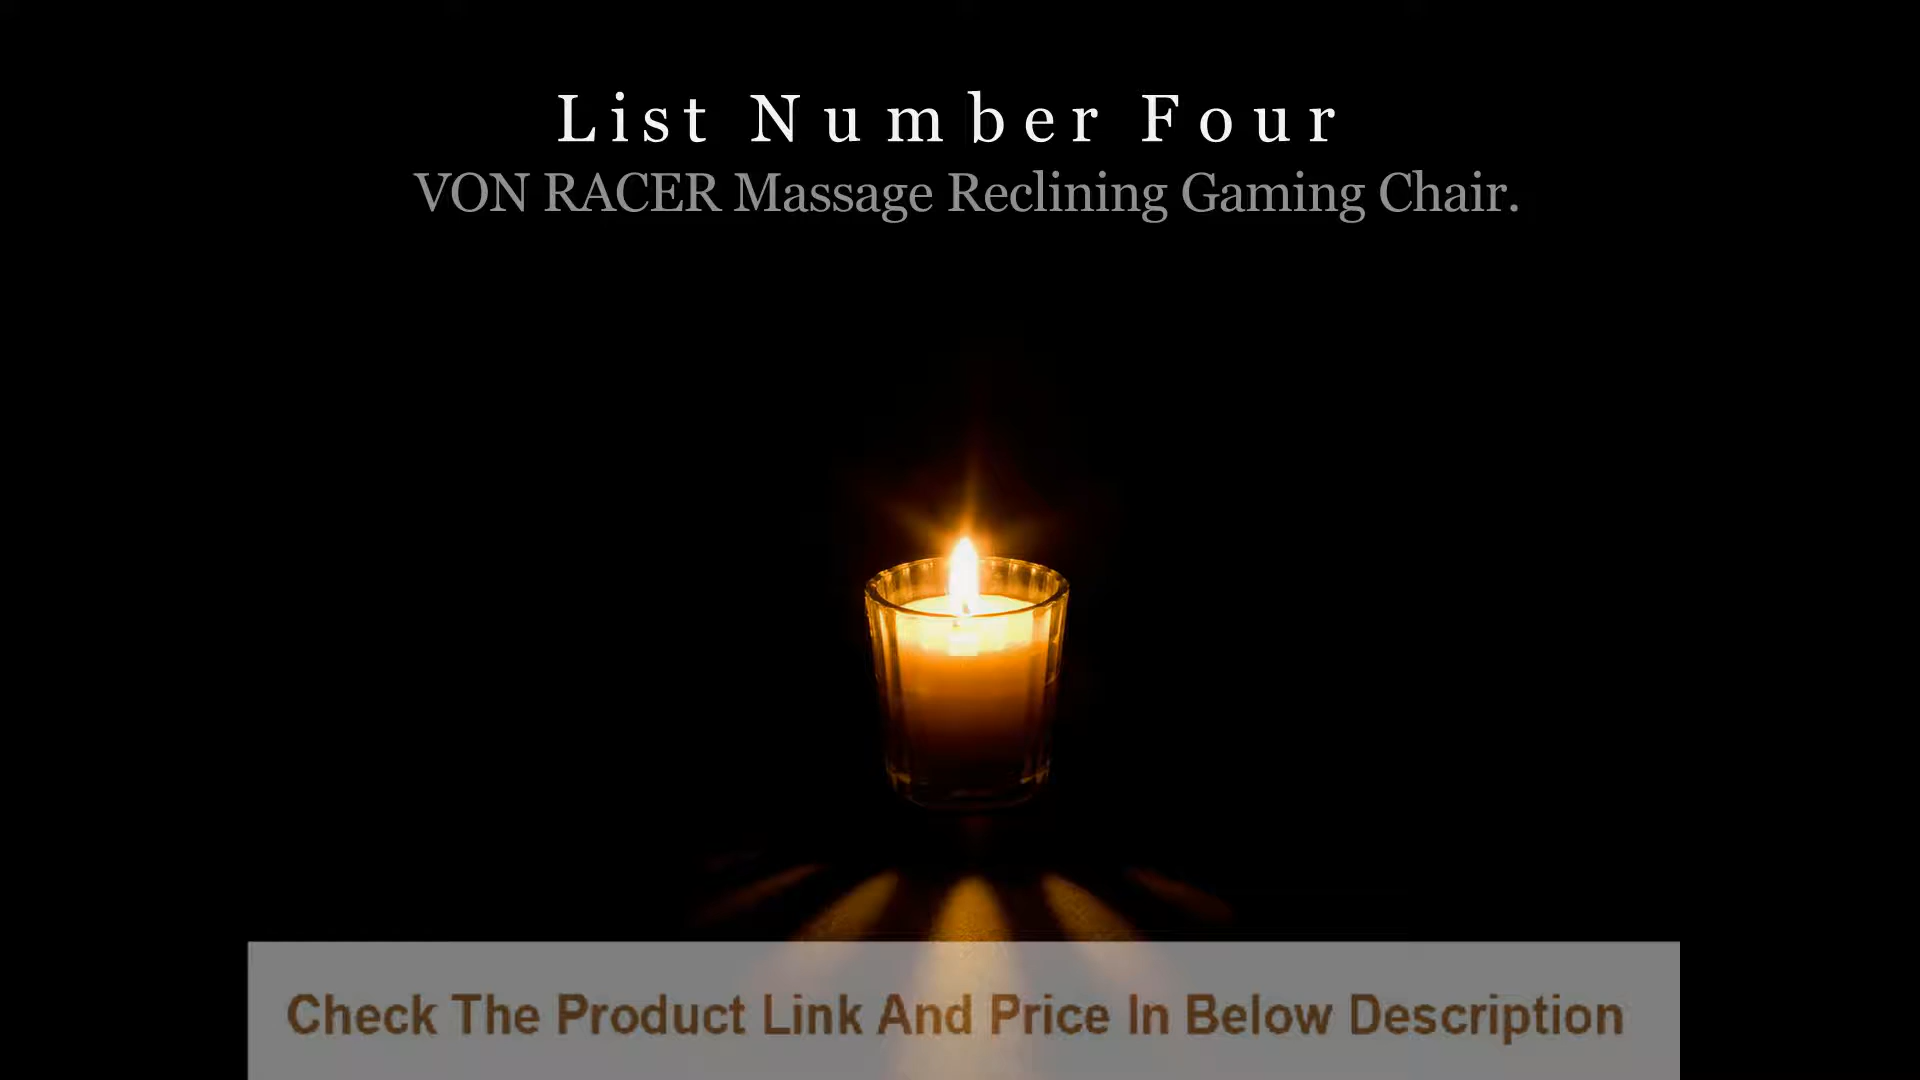 List Number Four
VON RACER Massage Reclining Gaming Chair.
Check The Product Link And Price In Below Description